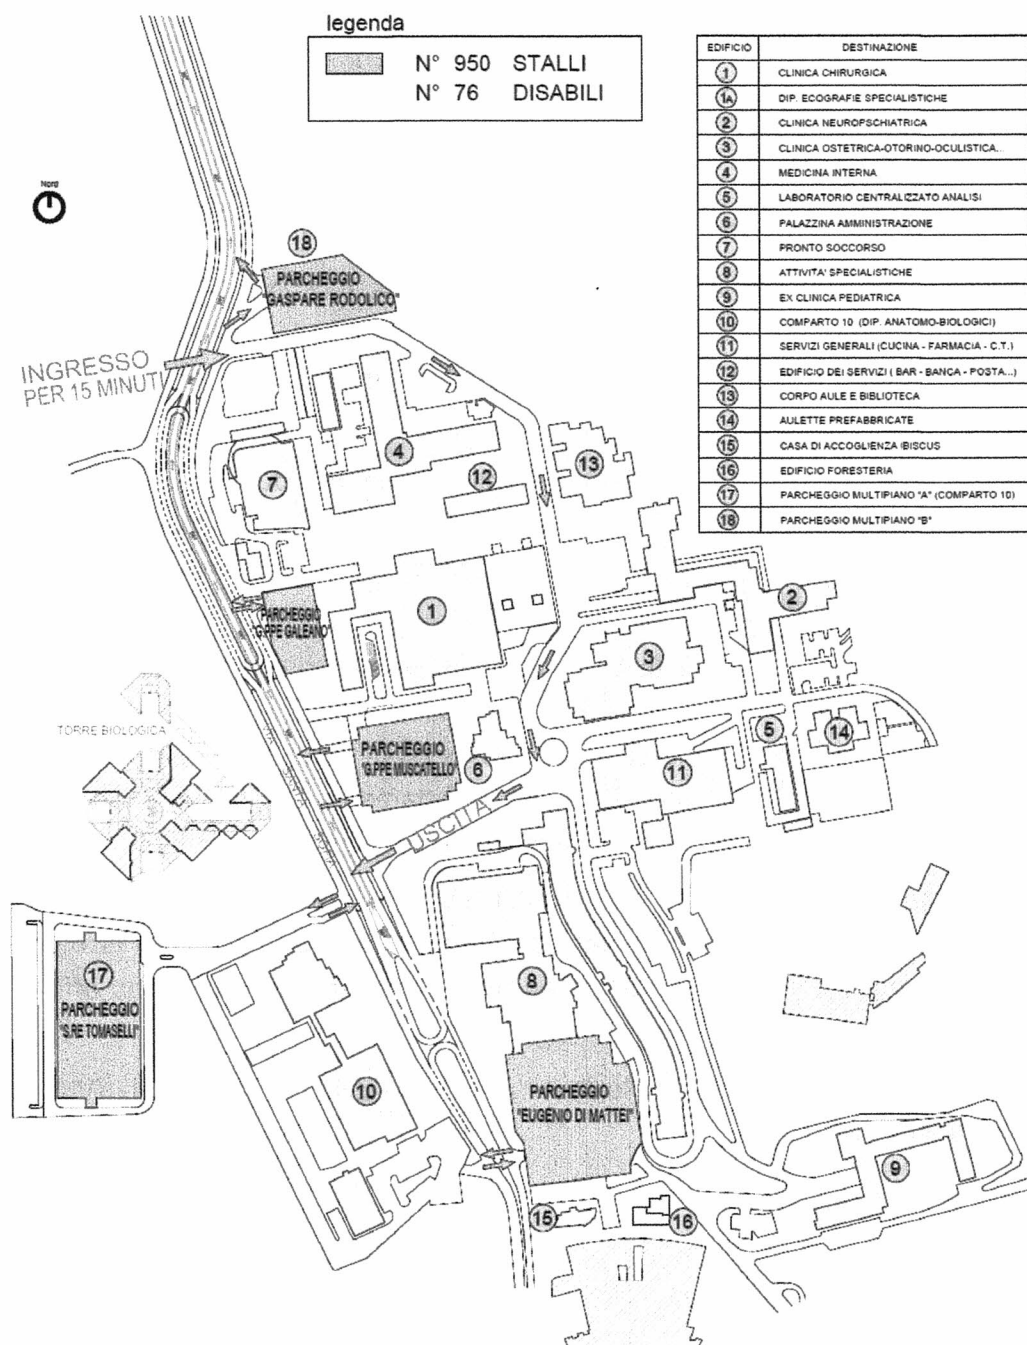 legenda
N° 950 STALLI
N° 76 DISABILI
EDIFICIO DESTINAZIONE
1 CLINICA CHIRURGICA
1A DIP. ECOGRAFIE SPECIALISTICHE
2 CLINICA NEUROPSCHIATRICA
3 CLINICA OSTETRICA-OTORINO-OCULISTICA...
4 MEDICINA INTERNA
5 LABORATORIO CENTRALIZZATO ANALISI
6 PALAZZINA AMMINISTRAZIONE
7 PRONTO SOCCORSO
8 ATTIVITA' SPECIALISTICHE
9 EX CLINICA PEDIATRICA
10 COMPARTO 10 (DIP. ANATOMO-BIOLOGICI)
11 SERVIZI GENERALI (CUCINA - FARMACIA - C.T.)
12 EDIFICIO DEI SERVIZI ( BAR - BANCA - POSTA...)
13 CORPO AULE E BIBLIOTECA
14 AULETTE PREFABBRICATE
15 CASA DI ACCOGLIENZA IBISCUS
16 EDIFICIO FORESTERIA
17 PARCHEGGIO MULTIPIANO "A" (COMPARTO 10)
18 PARCHEGGIO MULTIPIANO "B"
Nord
18
PARCHEGGIO
"GASPARE RODOLICO"
INGRESSO
PER 15 MINUTI
4
13
12
7
2
1
PARCHEGGIO
"G.PPE GALEANO"
3
TORRE BIOLOGICA
5
14
PARCHEGGIO
"G.PPE MUSCATELLO"
6
11
USCITA
17
PARCHEGGIO
"S.RE TOMASELLI"
8
10
PARCHEGGIO
"EUGENIO DI MATTEI"
9
15
16